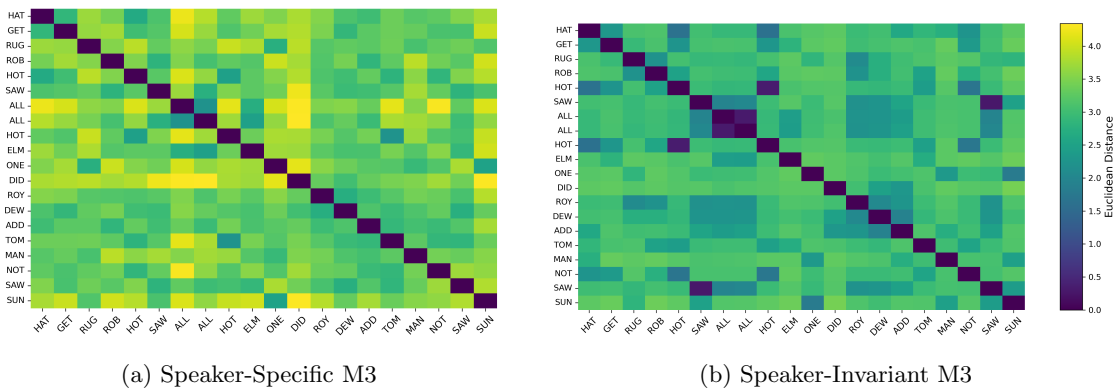 HAT
GET
RUG
ROB
HOT
SAW
ALL
ALL
HOT
ELM
ONE
DID
ROY
DEW
ADD
TOM
MAN
NOT
SAW
SUN
HAT GET RUG ROB HOT SAW ALL ALL HOT ELM ONE DID ROY DEW ADD TOM MAN NOT SAW SUN
(a) Speaker-Specific M3
HAT
GET
RUG
ROB
HOT
SAW
ALL
ALL
HOT
ELM
ONE
DID
ROY
DEW
ADD
TOM
MAN
NOT
SAW
SUN
HAT GET RUG ROB HOT SAW ALL ALL HOT ELM ONE DID ROY DEW ADD TOM MAN NOT SAW SUN
(b) Speaker-Invariant M3
4.0
3.5
3.0
2.5
2.0
1.5
1.0
0.5
0.0
Euclidean Distance